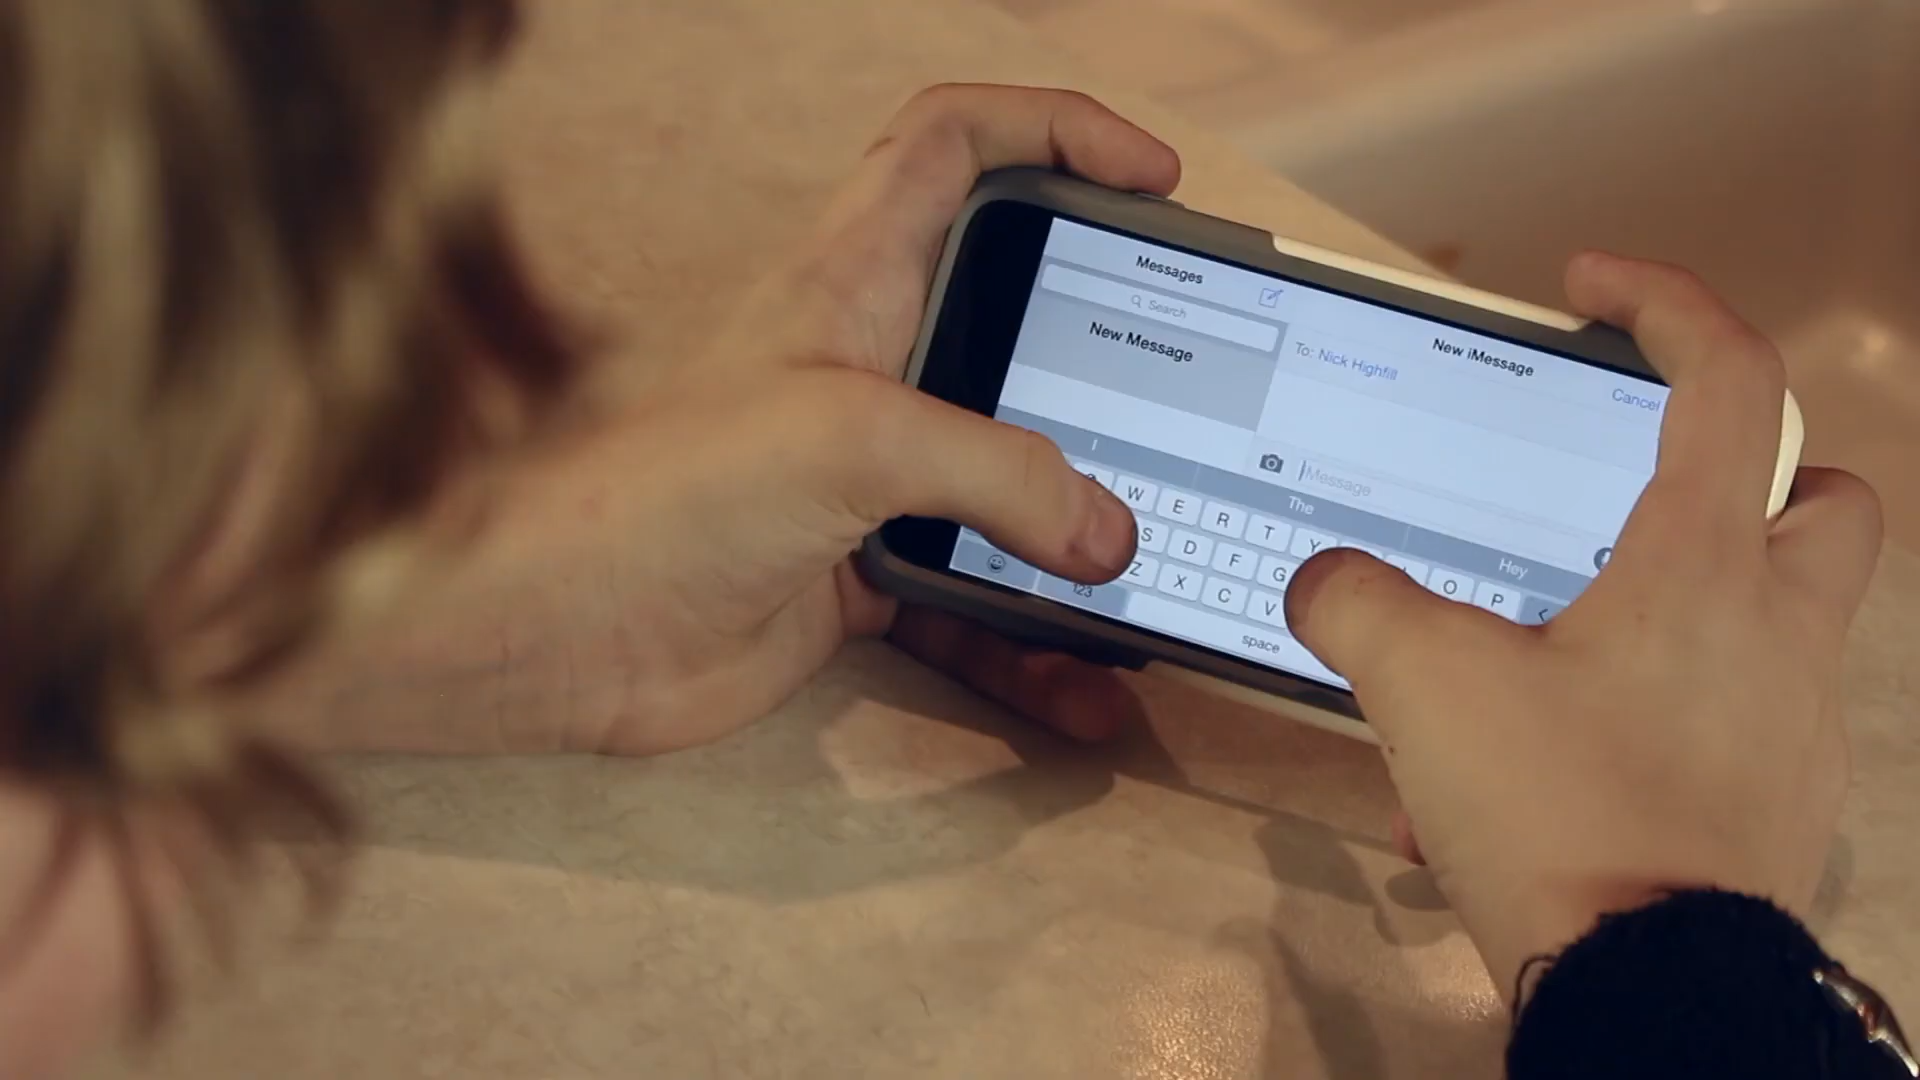 Messages
Search
New Message
New iMessage
To: Nick Highfill
Cancel
Message
I
The
Hey
W E R T Y O P
S D F G
Z X C V
123
space